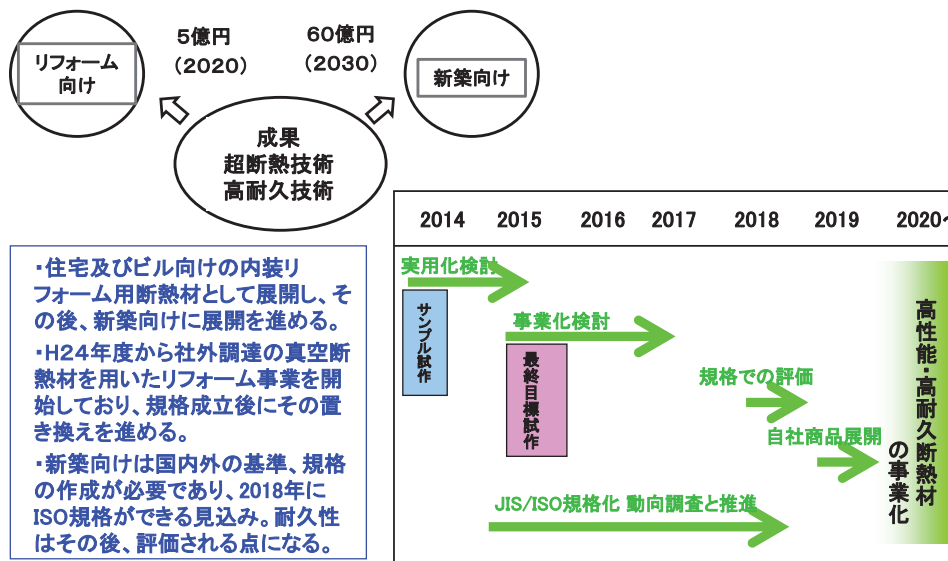 リフォーム
向け
5億円
（2020）
60億円
（2030）
新築向け
成果
超断熱技術
高耐久技術
・住宅及びビル向けの内装リ
フォーム用断熱材として展開し、そ
の後、新築向けに展開を進める。
・H24年度から社外調達の真空断
熱材を用いたリフォーム事業を開
始しており、規格成立後にその置
き換えを進める。
・新築向けは国内外の基準、規格
の作成が必要であり、2018年に
ISO規格ができる見込み。耐久性
はその後、評価される点になる。
2014 2015 2016 2017 2018 2019 2020~
実用化検討
サンプル試作
事業化検討
最終目標試作
規格での評価
自社商品展開
JIS/ISO規格化 動向調査と推進
高性能・高耐久断熱材
の事業化